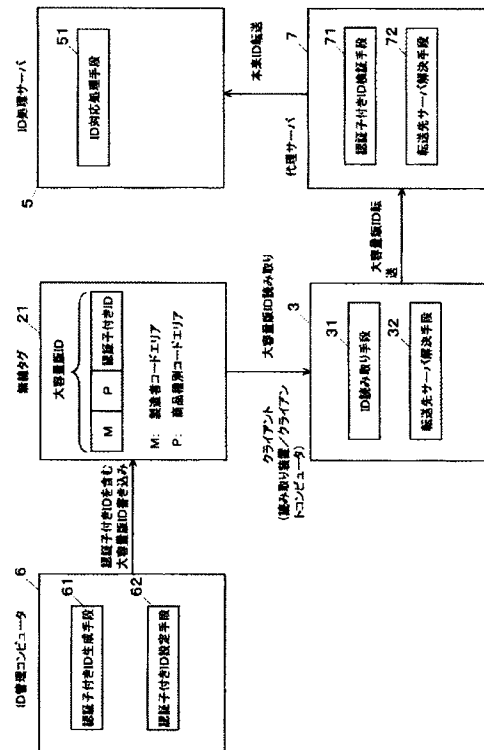 ID管理コンピュータ
6
認証子付きID生成手段
61
認証子付きID設定手段
62
認証子付きIDを含む
大容量版ID書き込み
無線タグ
21
大容量版ID
M
P
認証子付きID
M: 製造者コードエリア
P: 商品種別コードエリア
大容量版ID読み取り
クライアント
(読み取り装置/クライアン
トコンピュータ)
3
ID読み取り手段
31
転送先サーバ解決手段
32
大容量版ID転
送
代理サーバ
7
認証子付きID検証手段
71
転送先サーバ解決手段
72
本来ID転送
ID処理サーバ
5
ID対応処理手段
51